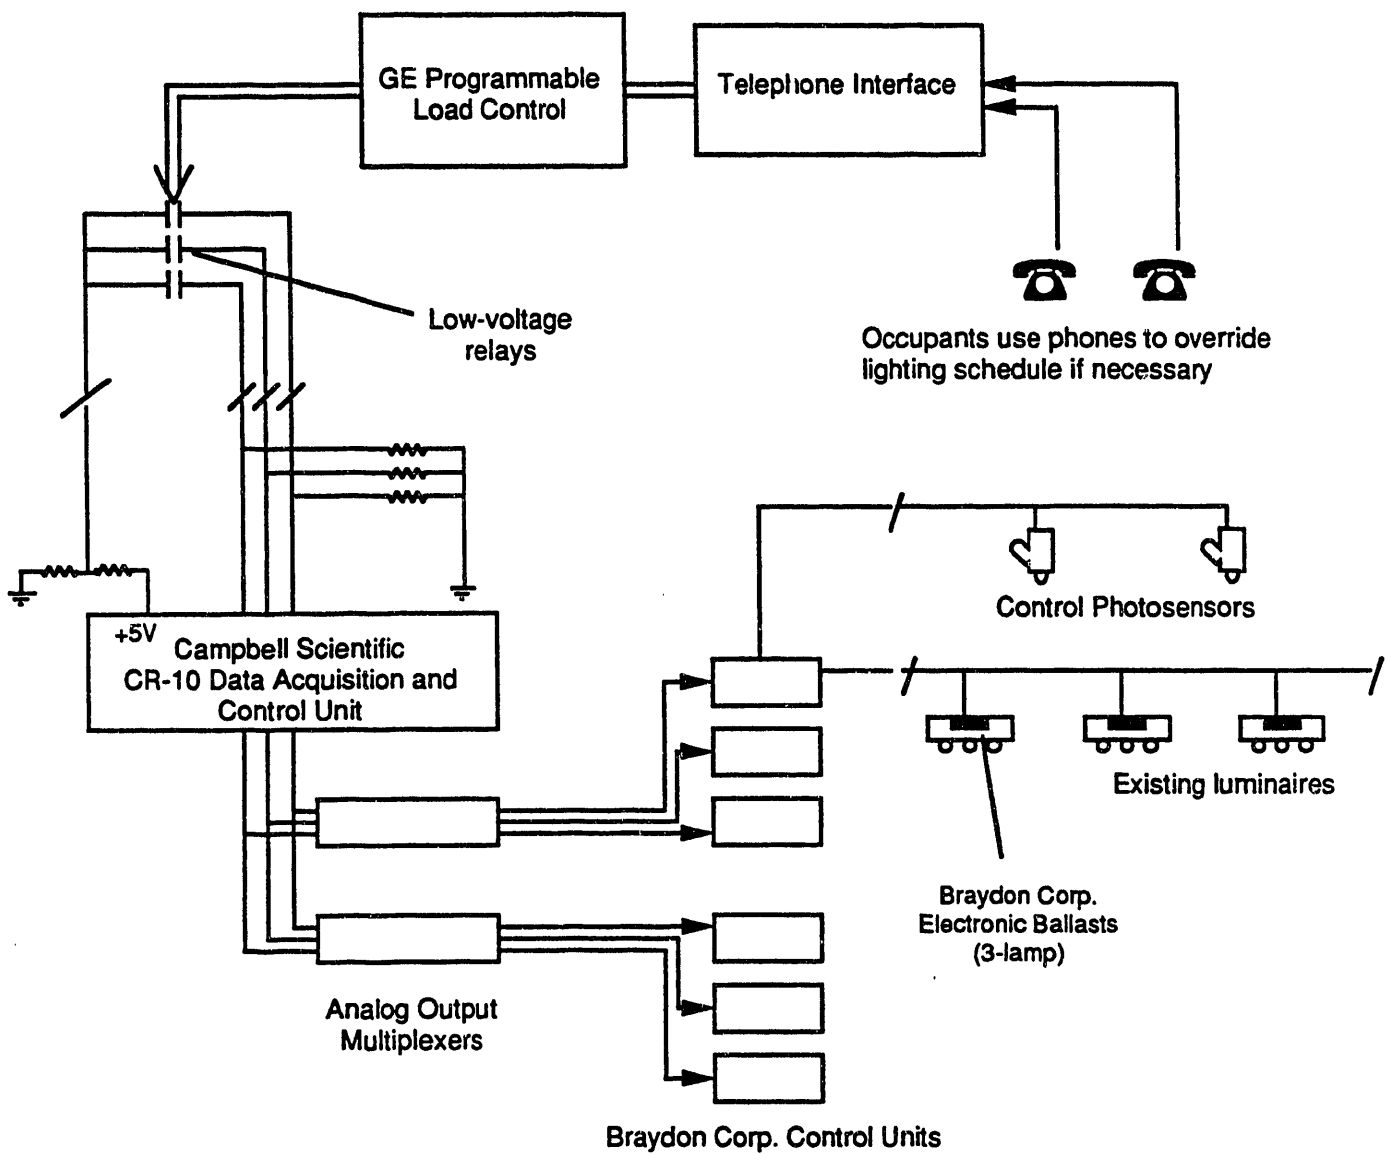 GE Programmable
Load Control
Telephone Interface
Low-voltage
relays
Occupants use phones to override
lighting schedule if necessary
Control Photosensors
+5V
Campbell Scientific
CR-10 Data Acquisition and
Control Unit
Existing luminaires
Braydon Corp.
Electronic Ballasts
(3-lamp)
Analog Output
Multiplexers
Braydon Corp. Control Units